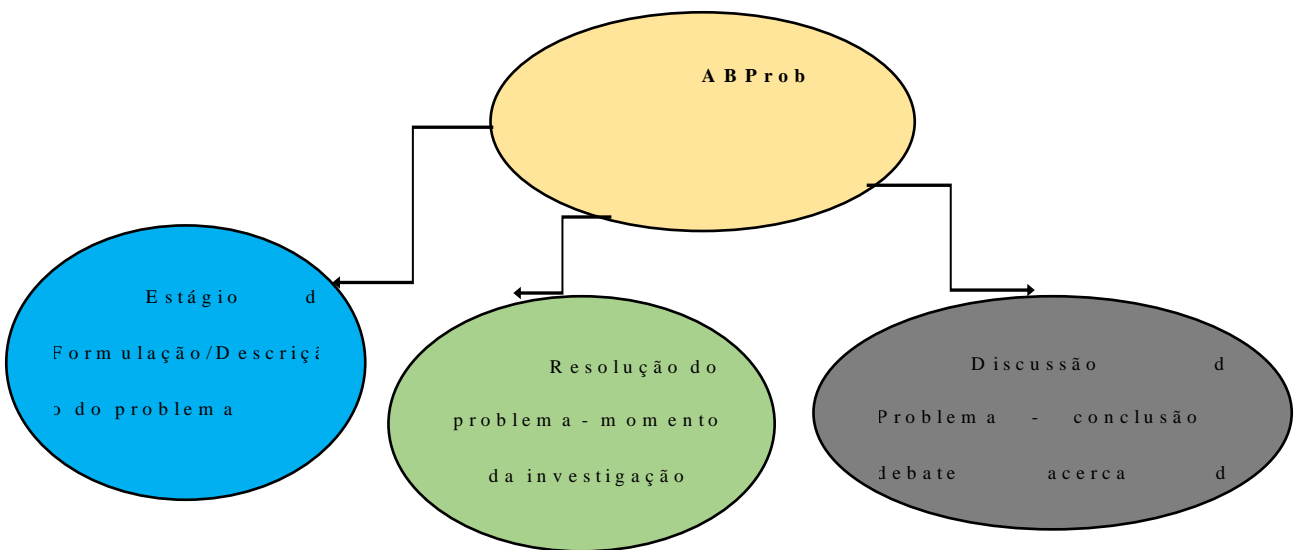 ABProb
Estágio d
Formulação/Descriçã
o do problema
Resolução do
problema - momento
da investigação
Discussão d
Problema - conclusão
debate acerca d